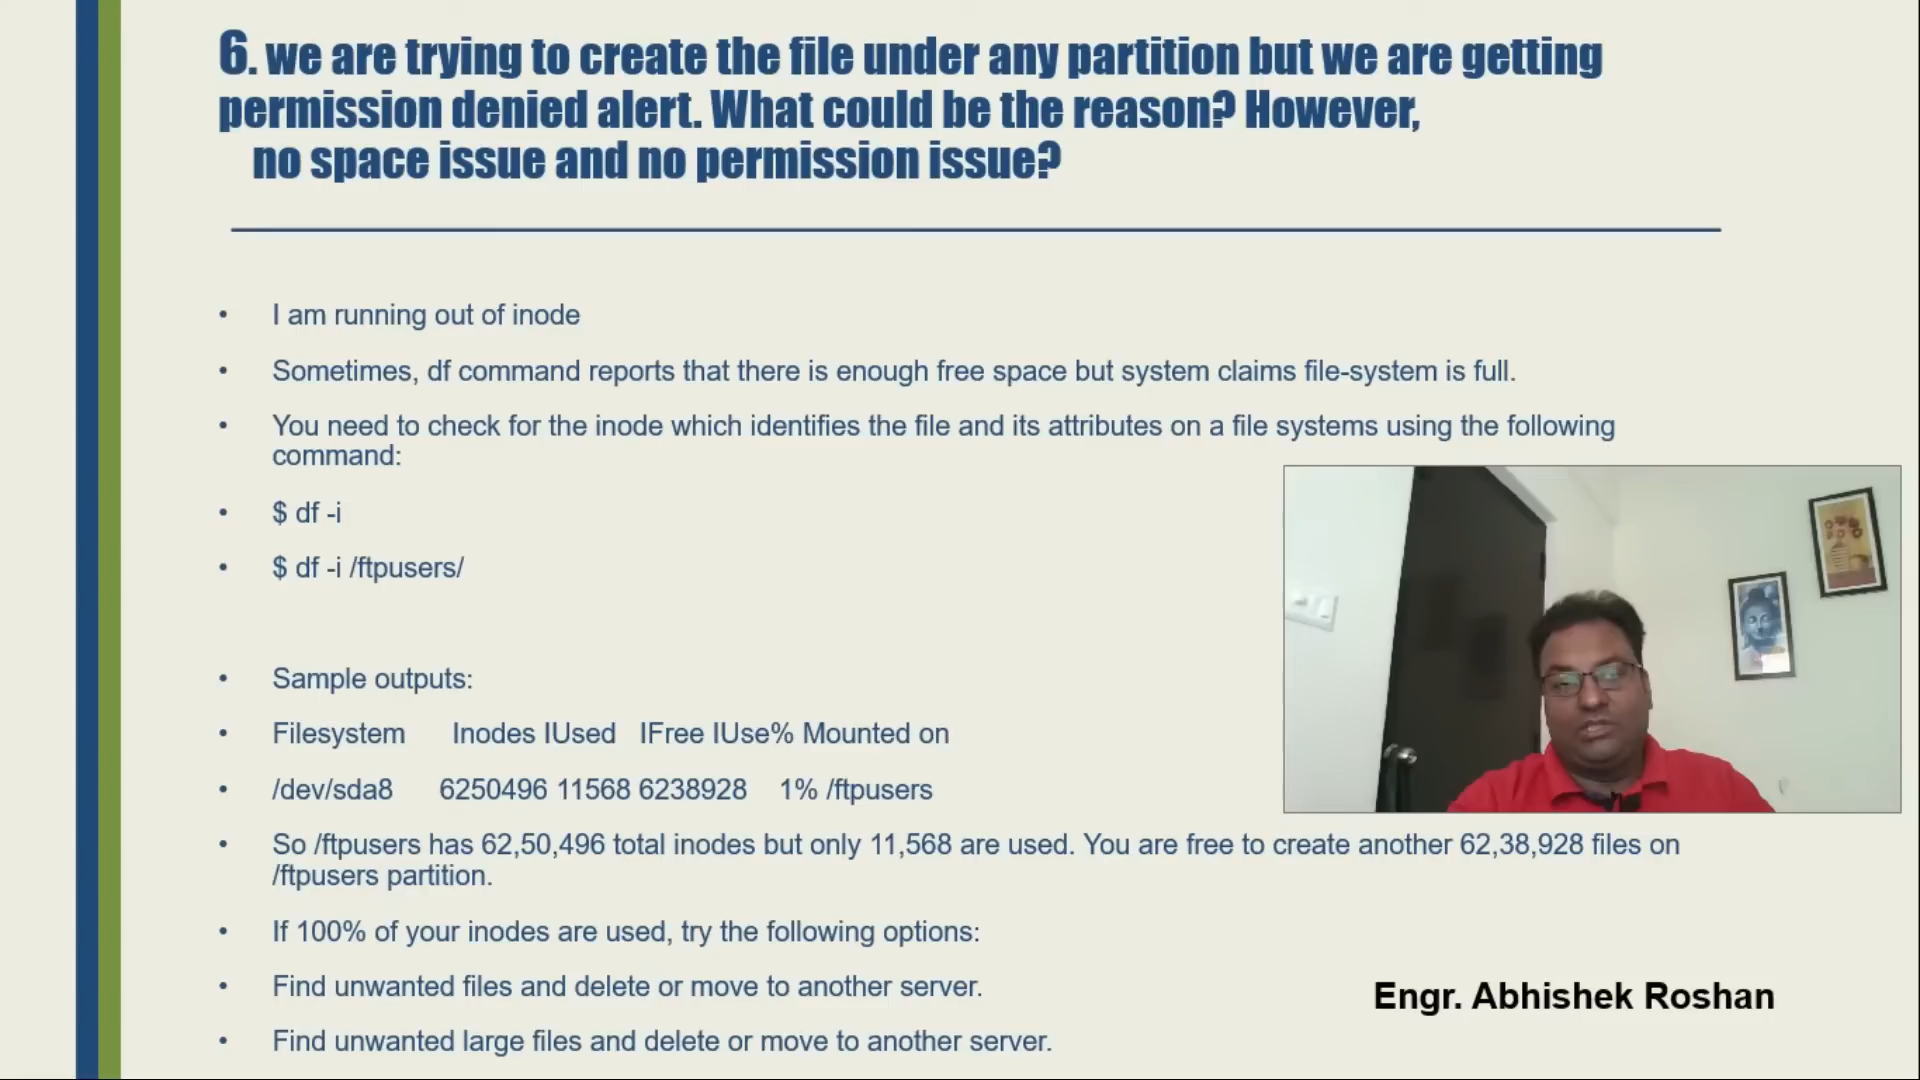 6. we are trying to create the file under any partition but we are getting
permission denied alert. What could be the reason? However,
no space issue and no permission issue?
• I am running out of inode
• Sometimes, df command reports that there is enough free space but system claims file-system is full.
• You need to check for the inode which identifies the file and its attributes on a file systems using the following
command:
• $ df -i
• $ df -i /ftpusers/
• Sample outputs:
• Filesystem Inodes IUsed IFree IUse% Mounted on
• /dev/sda8 6250496 11568 6238928 1% /ftpusers
• So /ftpusers has 62,50,496 total inodes but only 11,568 are used. You are free to create another 62,38,928 files on
/ftpusers partition.
• If 100% of your inodes are used, try the following options:
• Find unwanted files and delete or move to another server.
• Find unwanted large files and delete or move to another server.
Engr. Abhishek Roshan